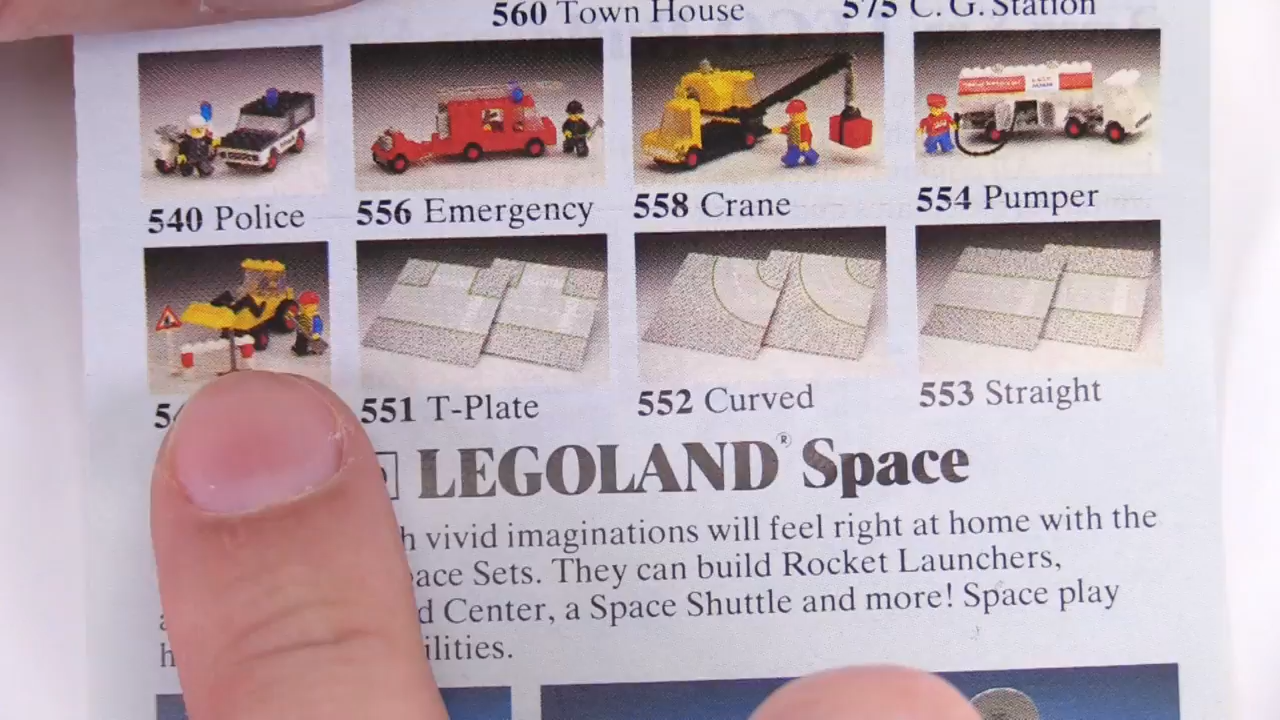 560 Town House
575 C. G. Station
540 Police
556 Emergency
558 Crane
554 Pumper
551 T-Plate
552 Curved
553 Straight
LEGOLAND® Space
vivid imaginations will feel right at home with the
Sets. They can build Rocket Launchers,
Center, a Space Shuttle and more! Space play